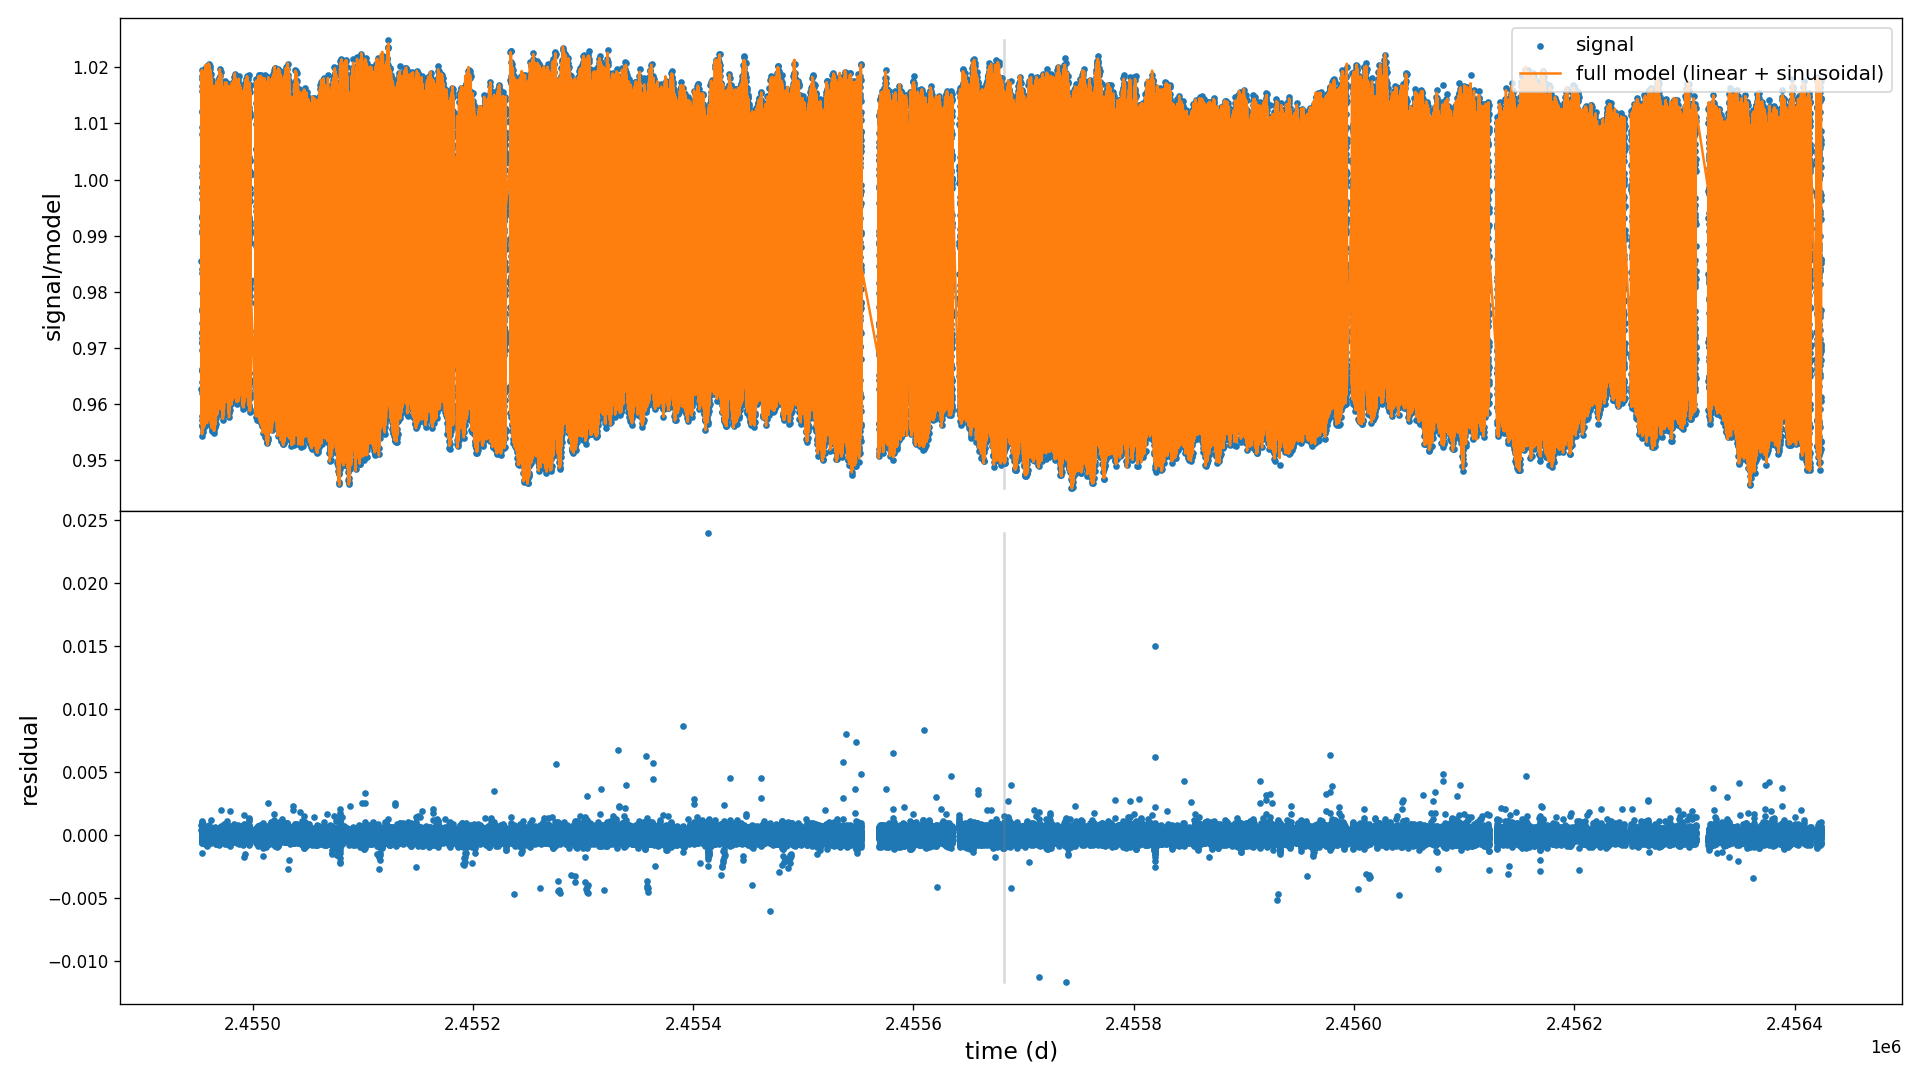 signal
full model (linear + sinusoidal)
signal/model
1.02
1.01
1.00
0.99
0.98
0.97
0.96
0.95
residual
0.025
0.020
0.015
0.010
0.005
0.000
−0.005
−0.010
2.4550 2.4552 2.4554 2.4556 2.4558 2.4560 2.4562 2.4564
time (d)
1e6